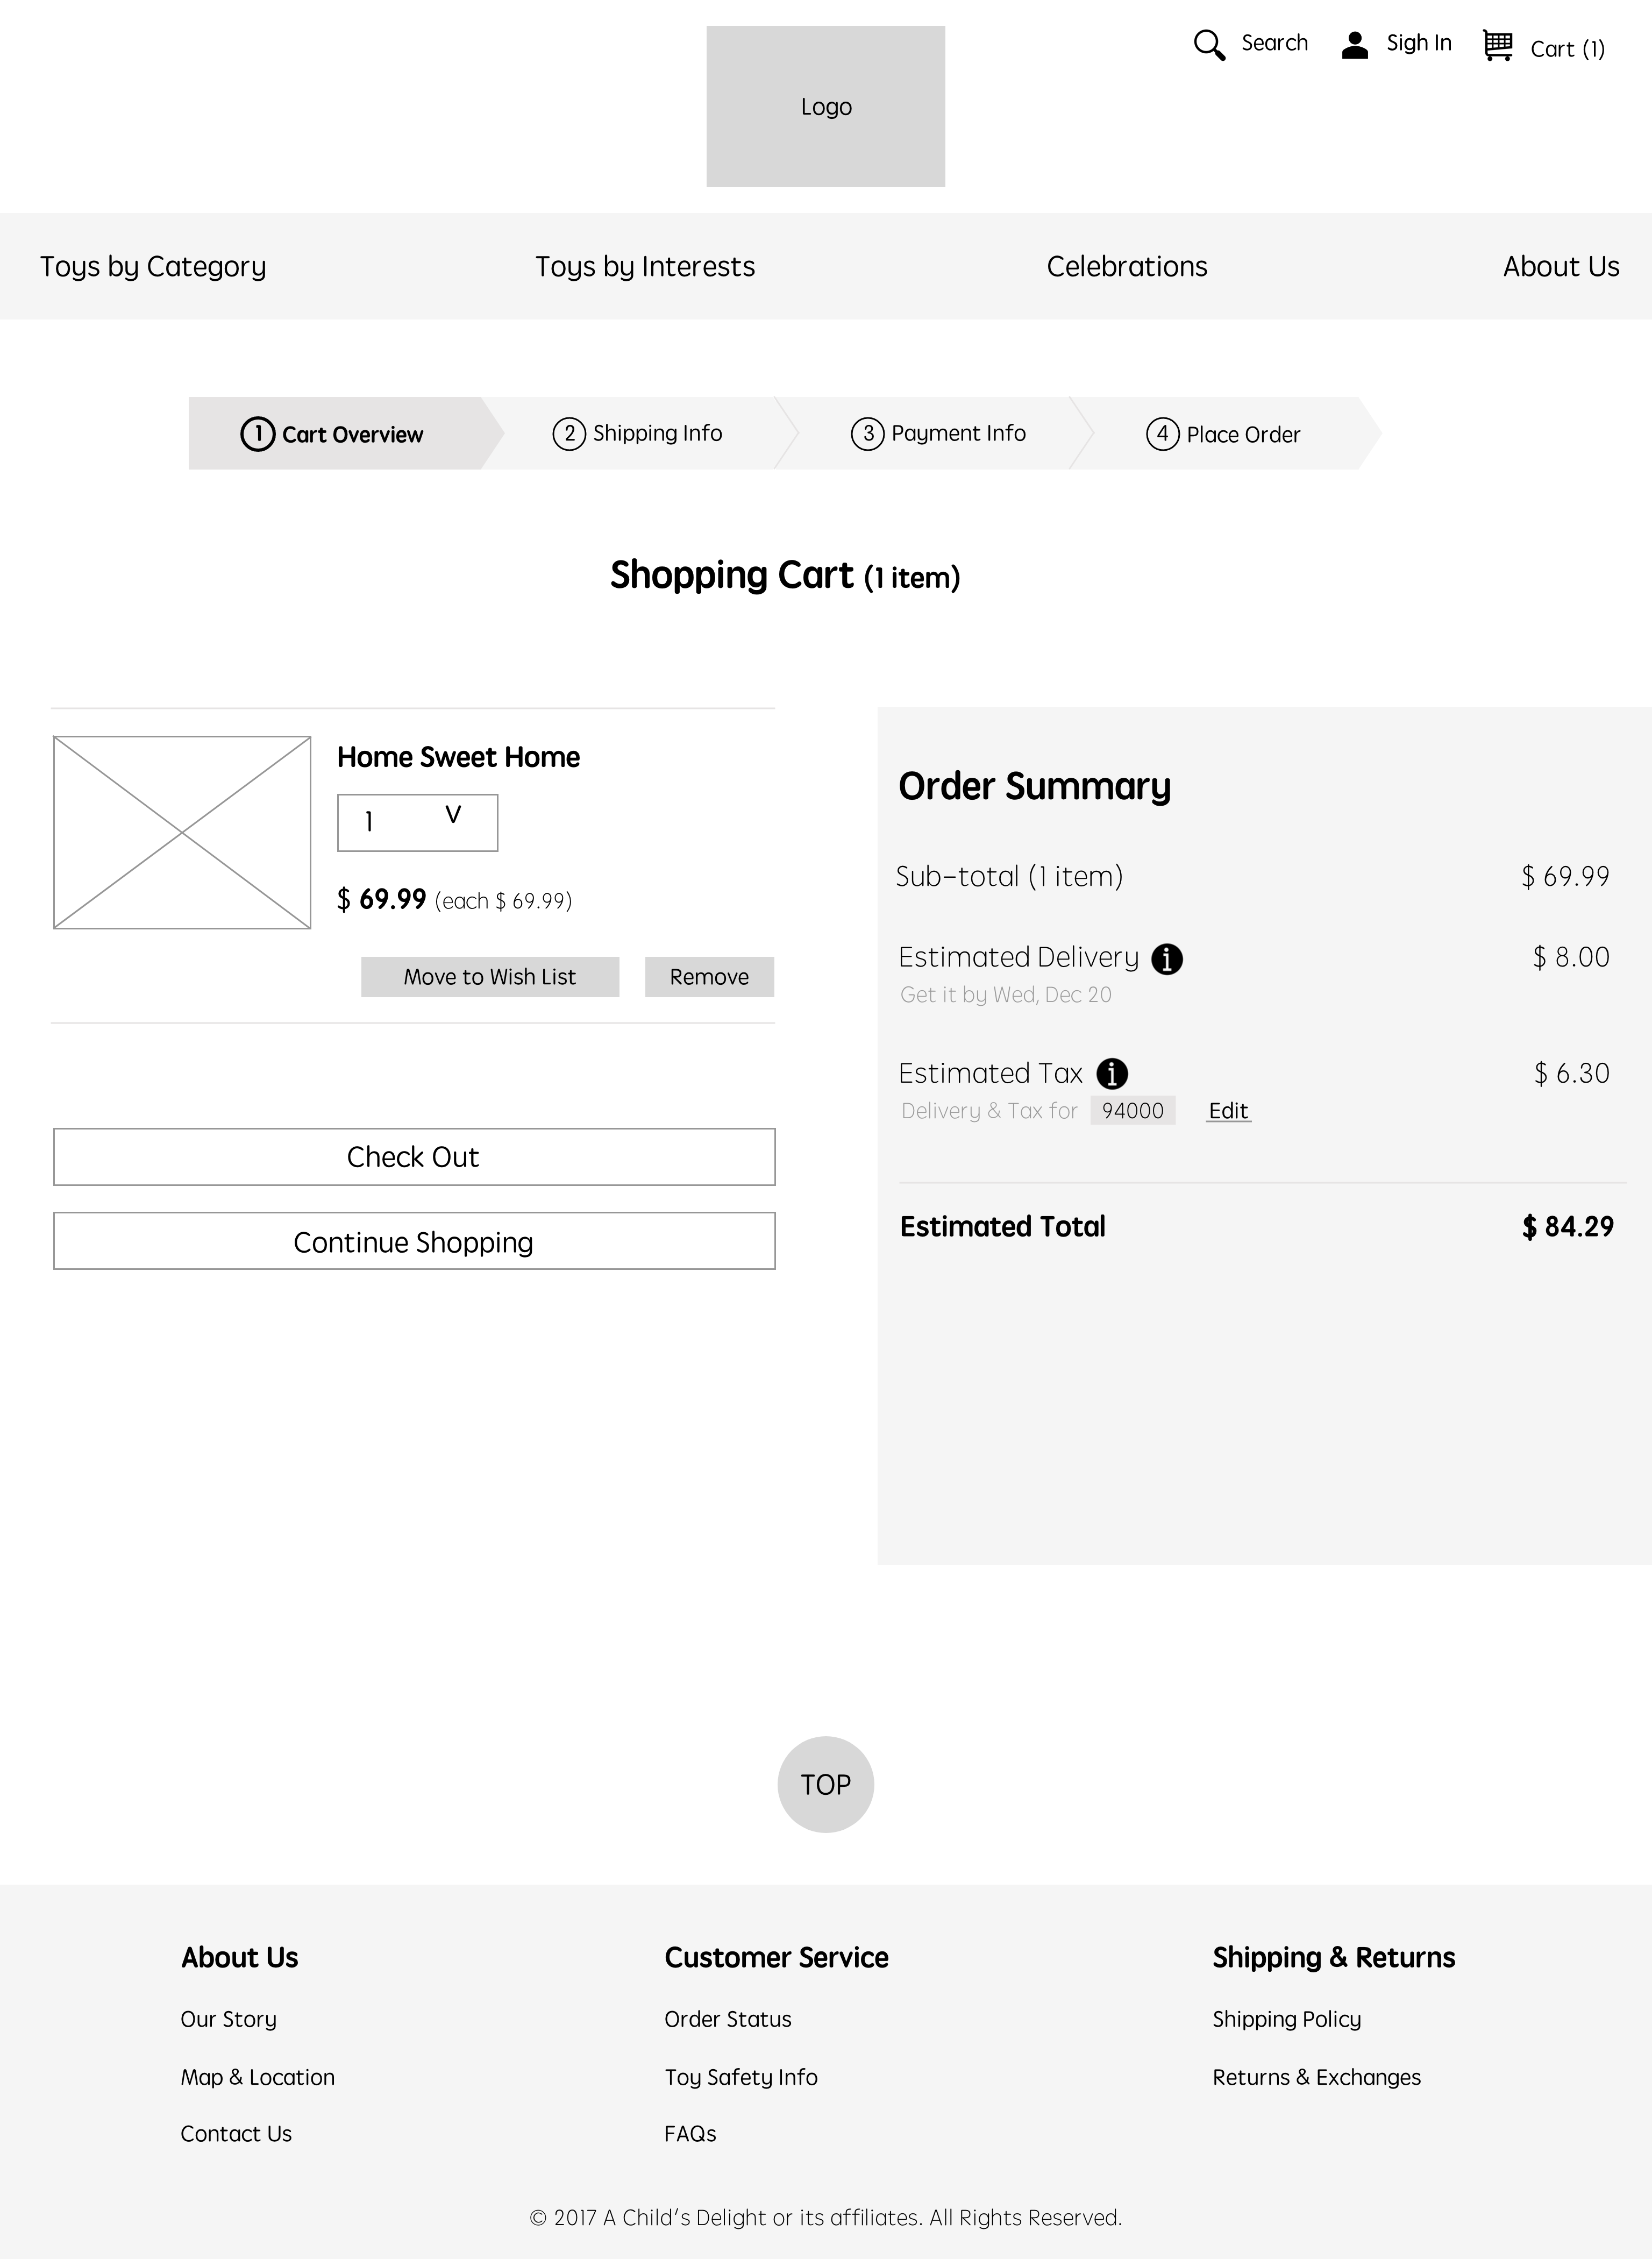 Logo
Search
Sigh In
Cart (1)
Toys by Category
Toys by Interests
Celebrations
About Us
1 Cart Overview
2 Shipping Info
3 Payment Info
4 Place Order
Shopping Cart (1 item)
Home Sweet Home
1 V
$ 69.99 (each $ 69.99)
Move to Wish List
Remove
Check Out
Continue Shopping
Order Summary
Sub-total (1 item) $ 69.99
Estimated Delivery i $ 8.00
Get it by Wed, Dec 20
Estimated Tax i $ 6.30
Delivery & Tax for 94000 Edit
Estimated Total $ 84.29
TOP
About Us
Our Story
Map & Location
Contact Us
Customer Service
Order Status
Toy Safety Info
FAQs
Shipping & Returns
Shipping Policy
Returns & Exchanges
© 2017 A Child's Delight or its affiliates. All Rights Reserved.